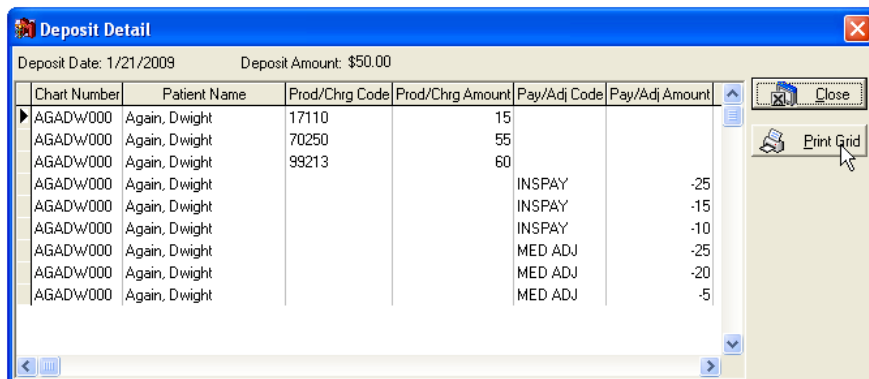 Deposit Detail
Deposit Date: 1/21/2009 Deposit Amount: $50.00
Chart Number Patient Name Prod/Chrg Code Prod/Chrg Amount Pay/Adj Code Pay/Adj Amount Close
AGADW000 Again, Dwight 17110 15
AGADW000 Again, Dwight 70250 55 Print Grid
AGADW000 Again, Dwight 99213 60
AGADW000 Again, Dwight INSPAY -25
AGADW000 Again, Dwight INSPAY -15
AGADW000 Again, Dwight INSPAY -10
AGADW000 Again, Dwight MED ADJ -25
AGADW000 Again, Dwight MED ADJ -20
AGADW000 Again, Dwight MED ADJ -5